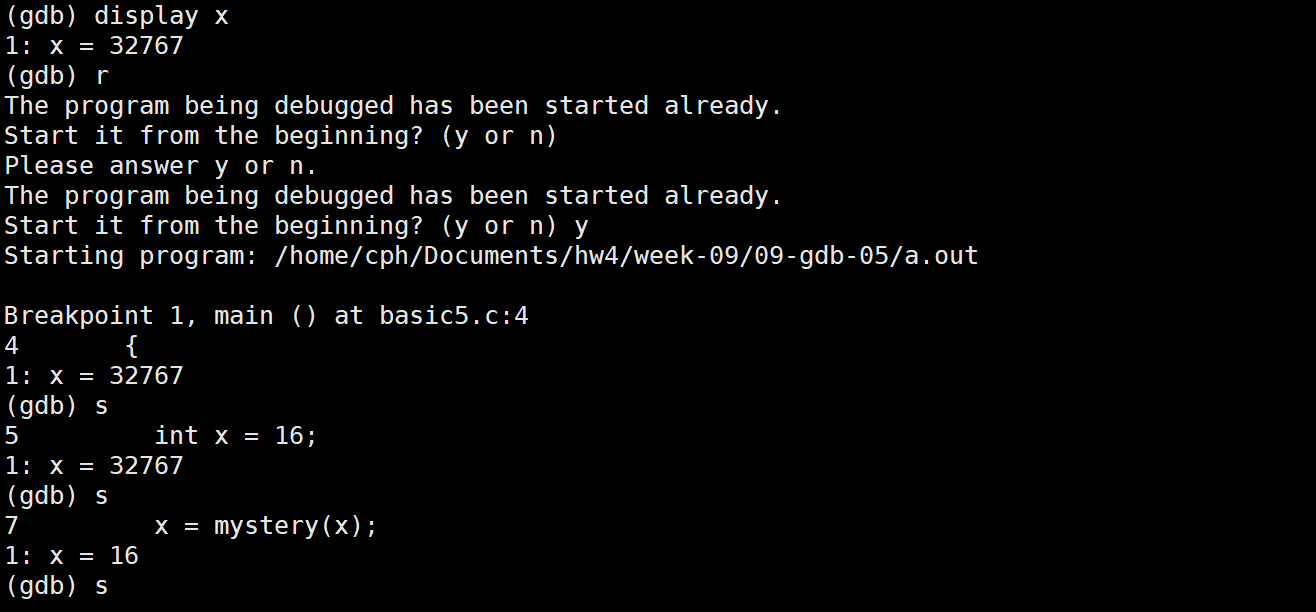 (gdb) display x
1: x = 32767
(gdb) r
The program being debugged has been started already.
Start it from the beginning? (y or n)
Please answer y or n.
The program being debugged has been started already.
Start it from the beginning? (y or n) y
Starting program: /home/cph/Documents/hw4/week-09/09-gdb-05/a.out

Breakpoint 1, main () at basic5.c:4
4       {
1: x = 32767
(gdb) s
5         int x = 16;
1: x = 32767
(gdb) s
7         x = mystery(x);
1: x = 16
(gdb) s